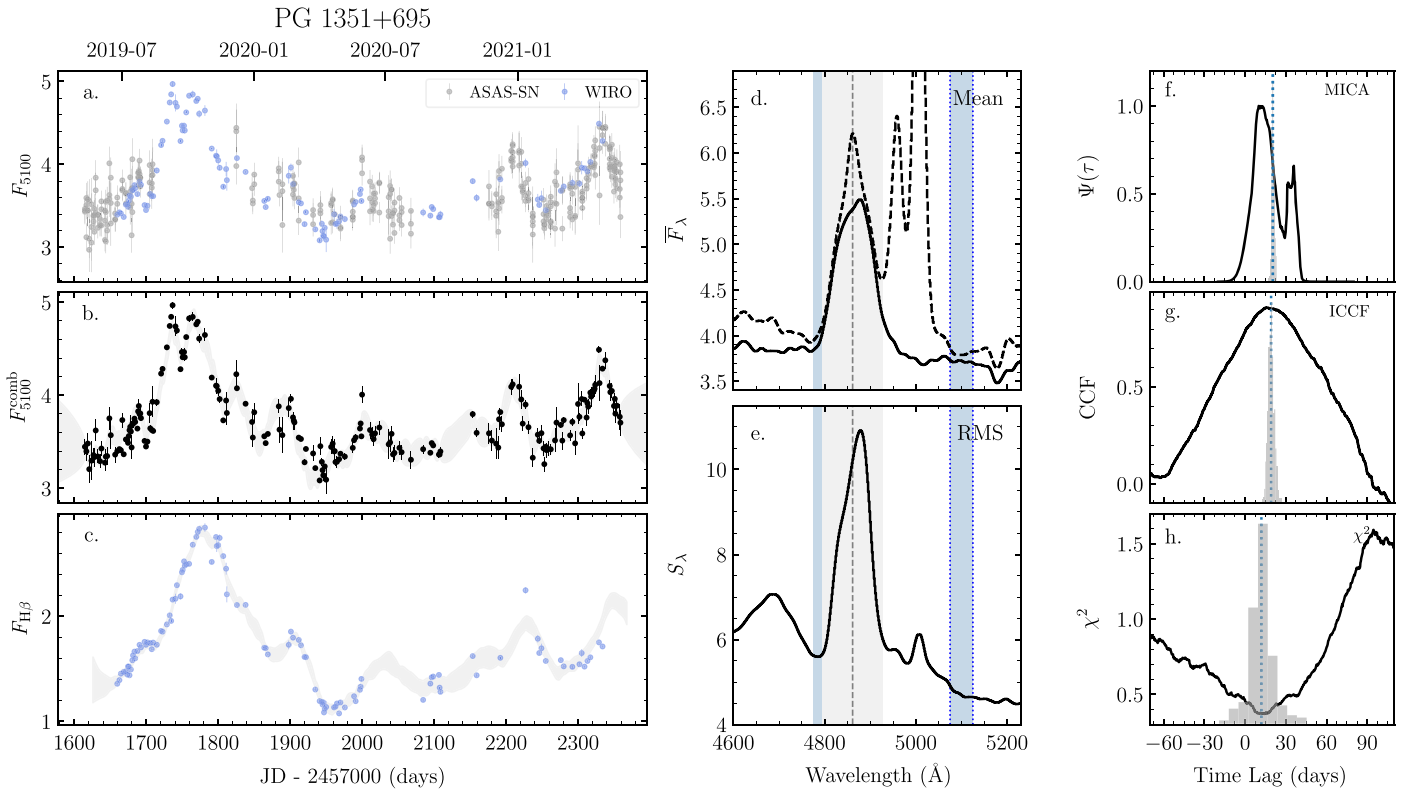 PG 1351+695
2019-07 2020-01 2020-07 2021-01
a.
ASAS-SN WIRO
5
4
3
F5100
b.
5
4
3
F5100comb
c.
2
1
FHβ
1600 1700 1800 1900 2000 2100 2200 2300
JD - 2457000 (days)
d.
Mean
6.5
6.0
5.5
5.0
4.5
4.0
3.5
F̅λ
e.
RMS
10
8
6
4
Sλ
4600 4800 5000 5200
Wavelength (Å)
f.
MICA
1.0
0.5
0.0
Ψ(τ)
g.
ICCF
0.5
0.0
CCF
h.
χ²
1.5
1.0
0.5
χ²
−60 −30 0 30 60 90
Time Lag (days)